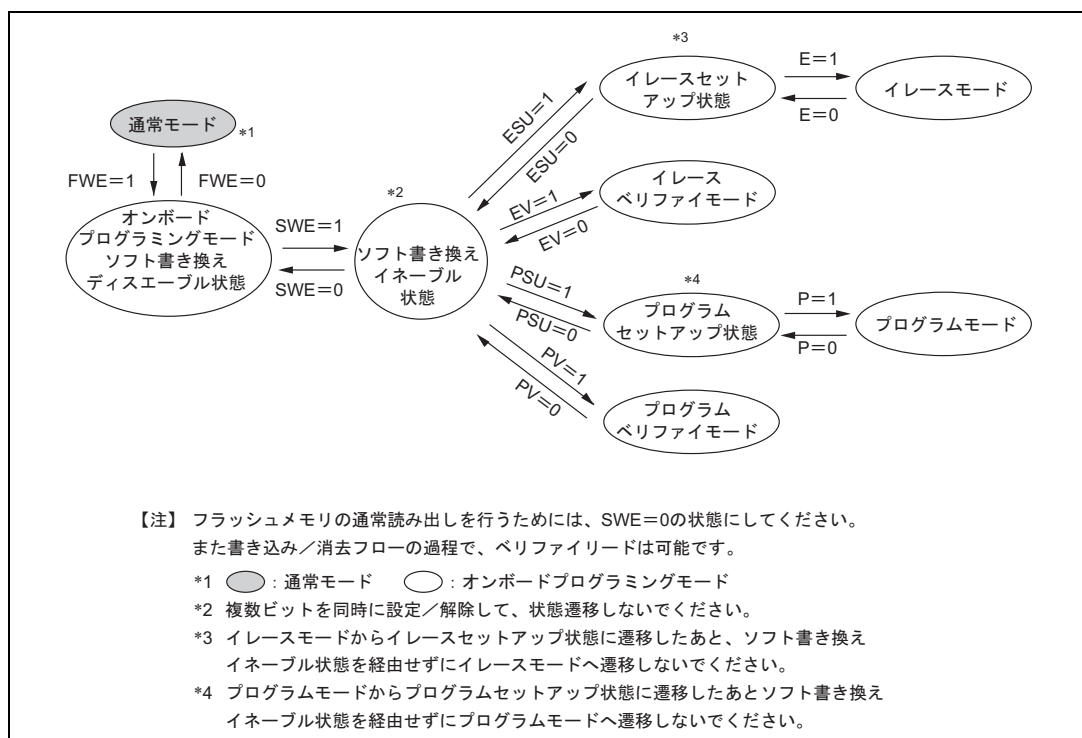 *3
イレースセット
アップ状態
E=1
E=0
イレースモード
通常モード
*1
ESU=1
ESU=0
FWE=1
FWE=0
イレース
ベリファイモード
EV=1
EV=0
*2
オンボード
プログラミングモード
ソフト書き換え
ディスエーブル状態
SWE=1
SWE=0
ソフト書き換え
イネーブル
状態
PSU=1
PSU=0
*4
プログラム
セットアップ状態
P=1
P=0
プログラムモード
PV=1
PV=0
プログラム
ベリファイモード
【注】 フラッシュメモリの通常読み出しを行うためには、SWE=0の状態にしてください。
また書き込み/消去フローの過程で、ベリファイリードは可能です。
*1 :通常モード :オンボードプログラミングモード
*2 複数ビットを同時に設定/解除して、状態遷移しないでください。
*3 イレースモードからイレースセットアップ状態に遷移したあと、ソフト書き換え
イネーブル状態を経由せずにイレースモードへ遷移しないでください。
*4 プログラムモードからプログラムセットアップ状態に遷移したあとソフト書き換え
イネーブル状態を経由せずにプログラムモードへ遷移しないでください。